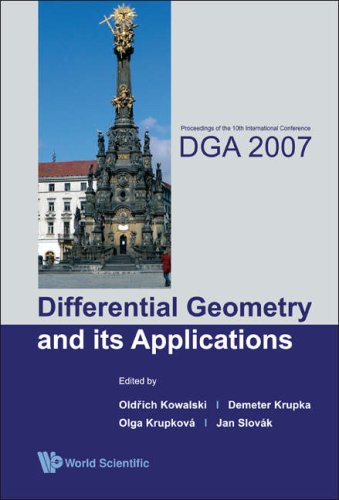 Proceedings of the 10th International Conference
DGA 2007
Differential Geometry
and its Applications
Edited by
Oldřich Kowalski | Demeter Krupka
Olga Krupková | Jan Slovák
World Scientific